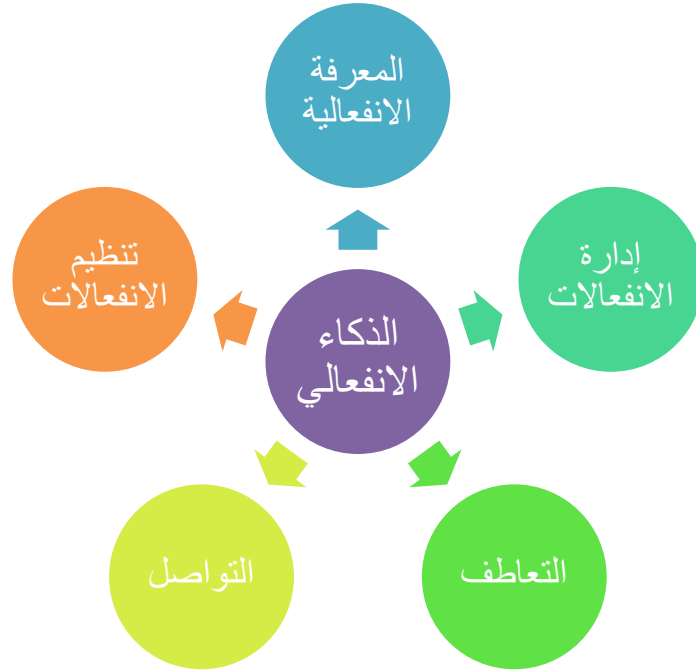 المعرفة
الانفعالية
إدارة
الانفعالات
تنظيم
الانفعالات
الذكاء
الانفعالي
التعاطف
التواصل